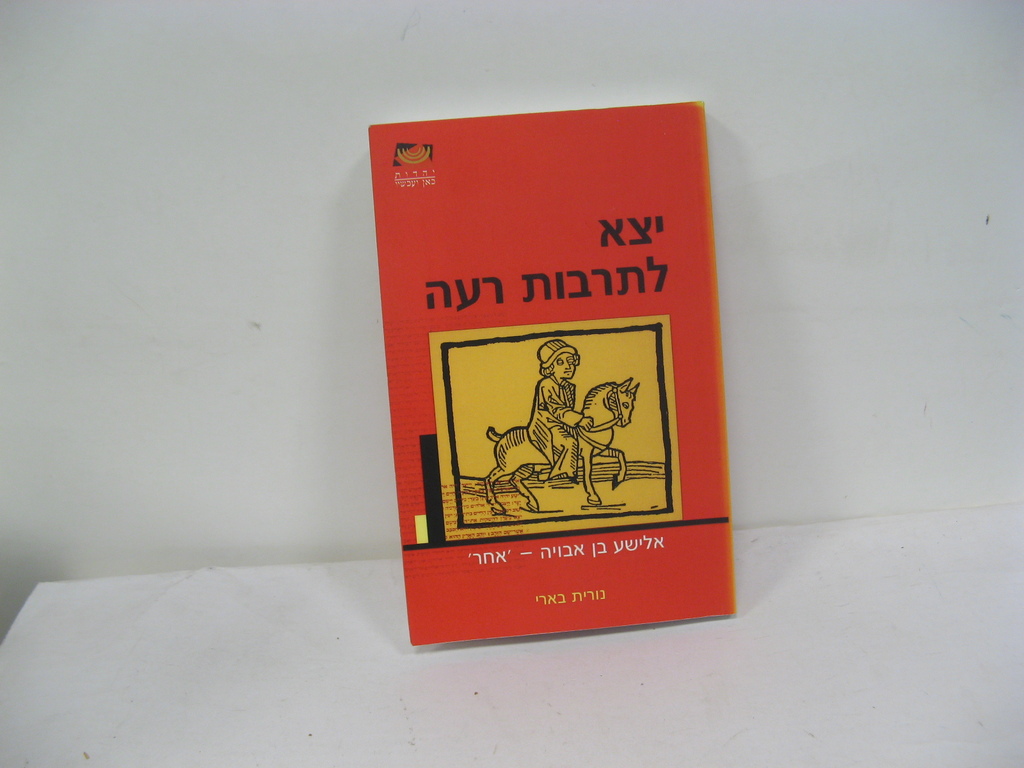 יהדות
כאן ועכשיו
יצא
לתרבות רעה
אלישע בן אבויה – 'אחר'
נורית בארי